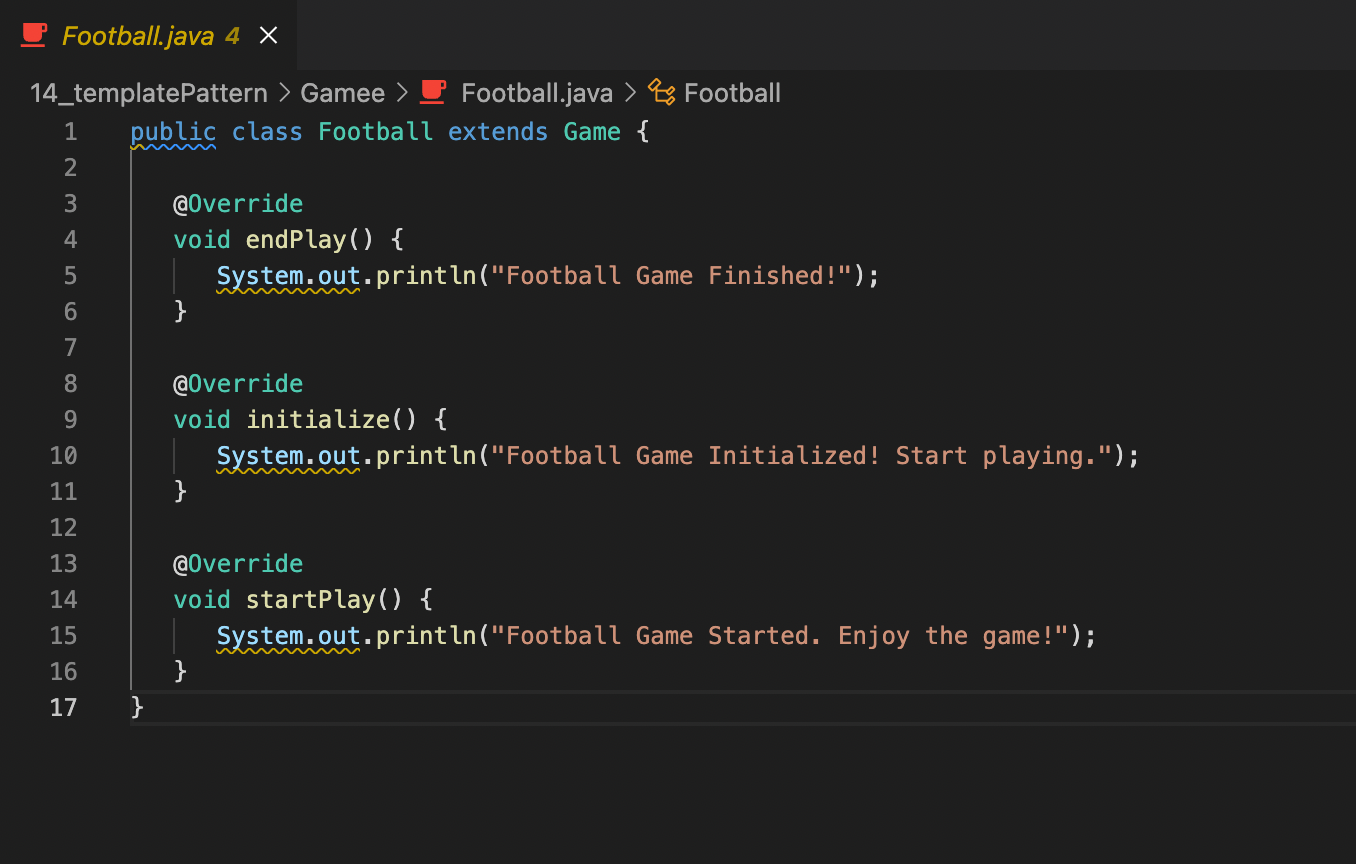 Football.java 4
14_templatePattern > Gamee > Football.java > Football
1 public class Football extends Game {
2
3 @Override
4 void endPlay() {
5 System.out.println("Football Game Finished!");
6 }
7
8 @Override
9 void initialize() {
10 System.out.println("Football Game Initialized! Start playing.");
11 }
12
13 @Override
14 void startPlay() {
15 System.out.println("Football Game Started. Enjoy the game!");
16 }
17 }